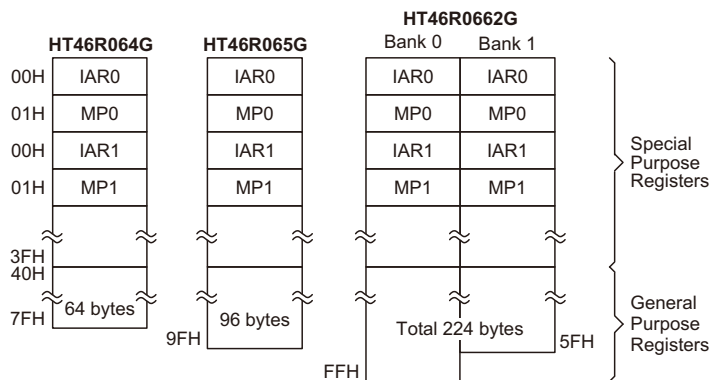 HT46R0662G
HT46R064G HT46R065G Bank 0 Bank 1
00H IAR0 IAR0 IAR0 IAR0
01H MP0 MP0 MP0 MP0
00H IAR1 IAR1 IAR1 IAR1
01H MP1 MP1 MP1 MP1
Special
Purpose
Registers
3FH
40H
7FH 64 bytes
9FH 96 bytes
Total 224 bytes
5FH
FFH
General
Purpose
Registers